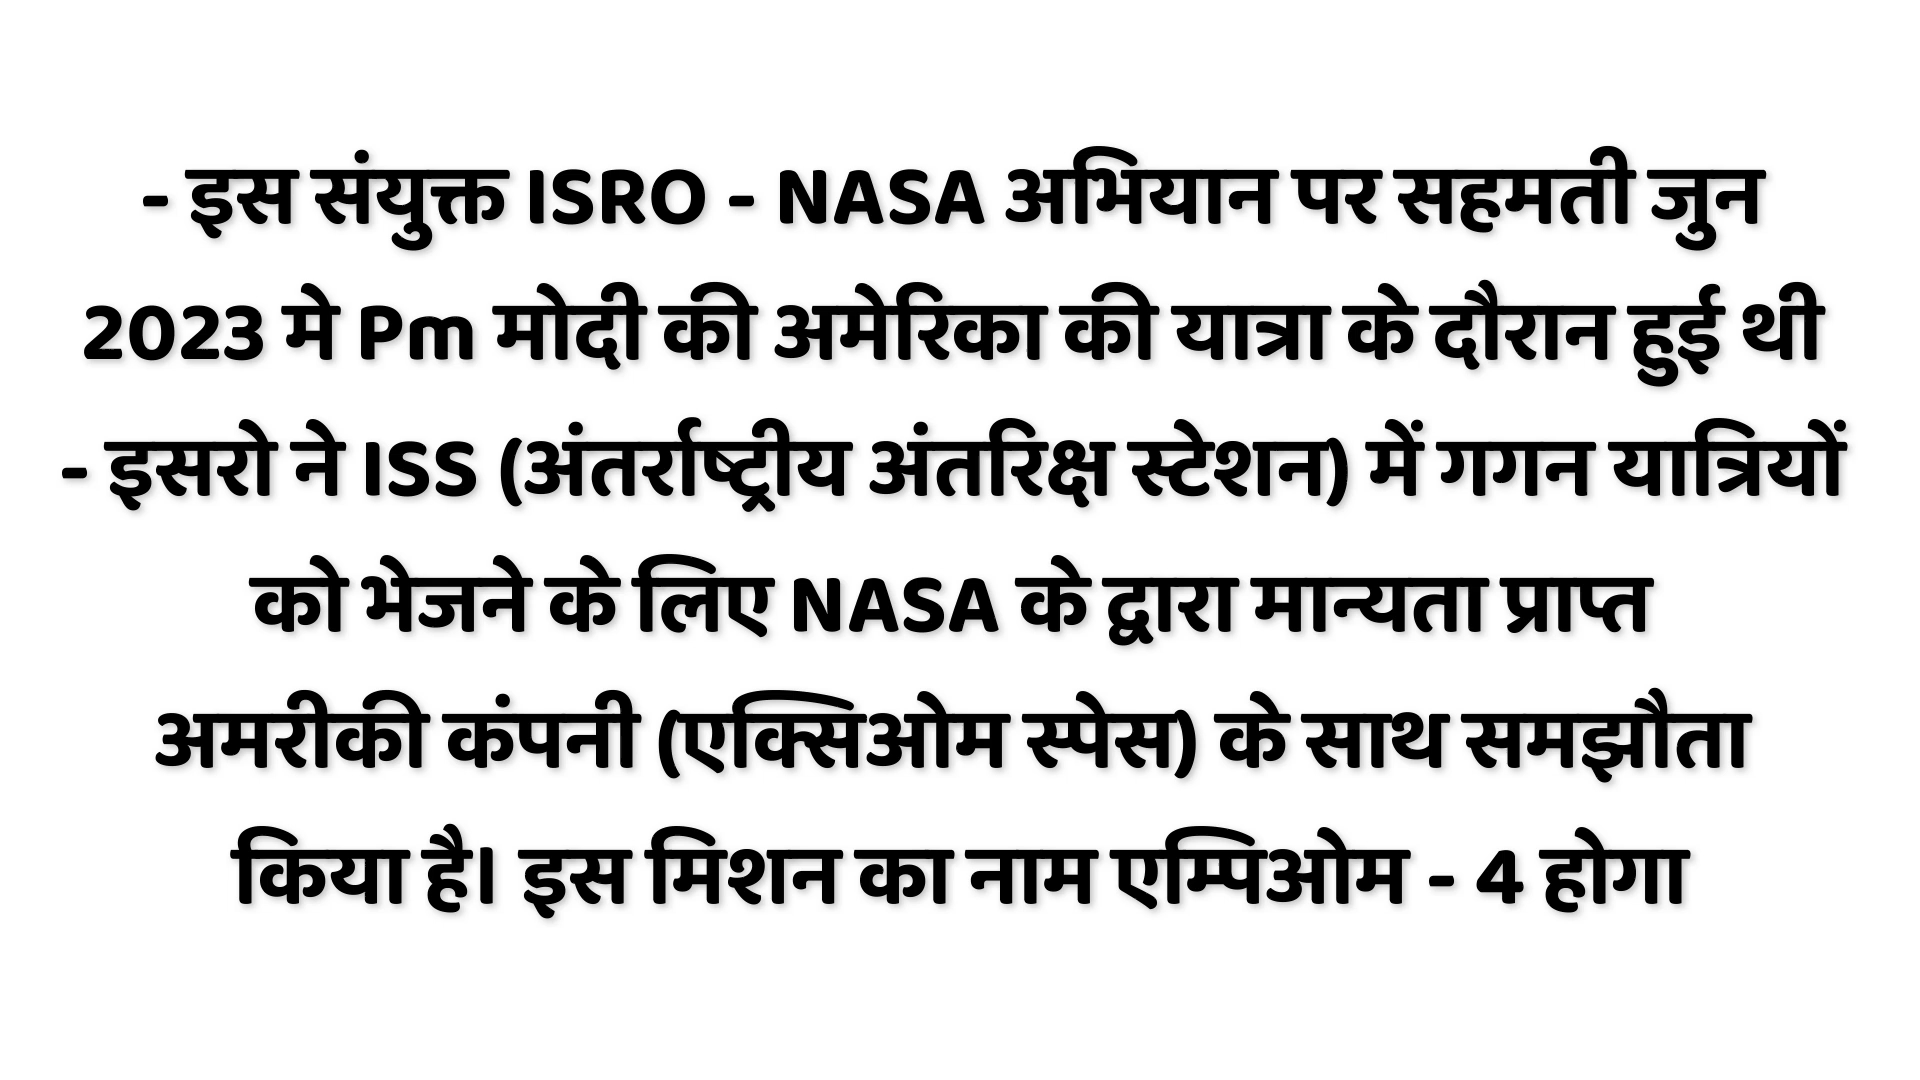 - इस संयुक्त ISRO - NASA अभियान पर सहमती जुन
2023 मे Pm मोदी की अमेरिका की यात्रा के दौरान हुई थी
- इसरो ने ISS (अंतर्राष्ट्रीय अंतरिक्ष स्टेशन) में गगन यात्रियों
को भेजने के लिए NASA के द्वारा मान्यता प्राप्त
अमरीकी कंपनी (एक्सिओम स्पेस) के साथ समझौता
किया है। इस मिशन का नाम एम्पिओम - 4 होगा